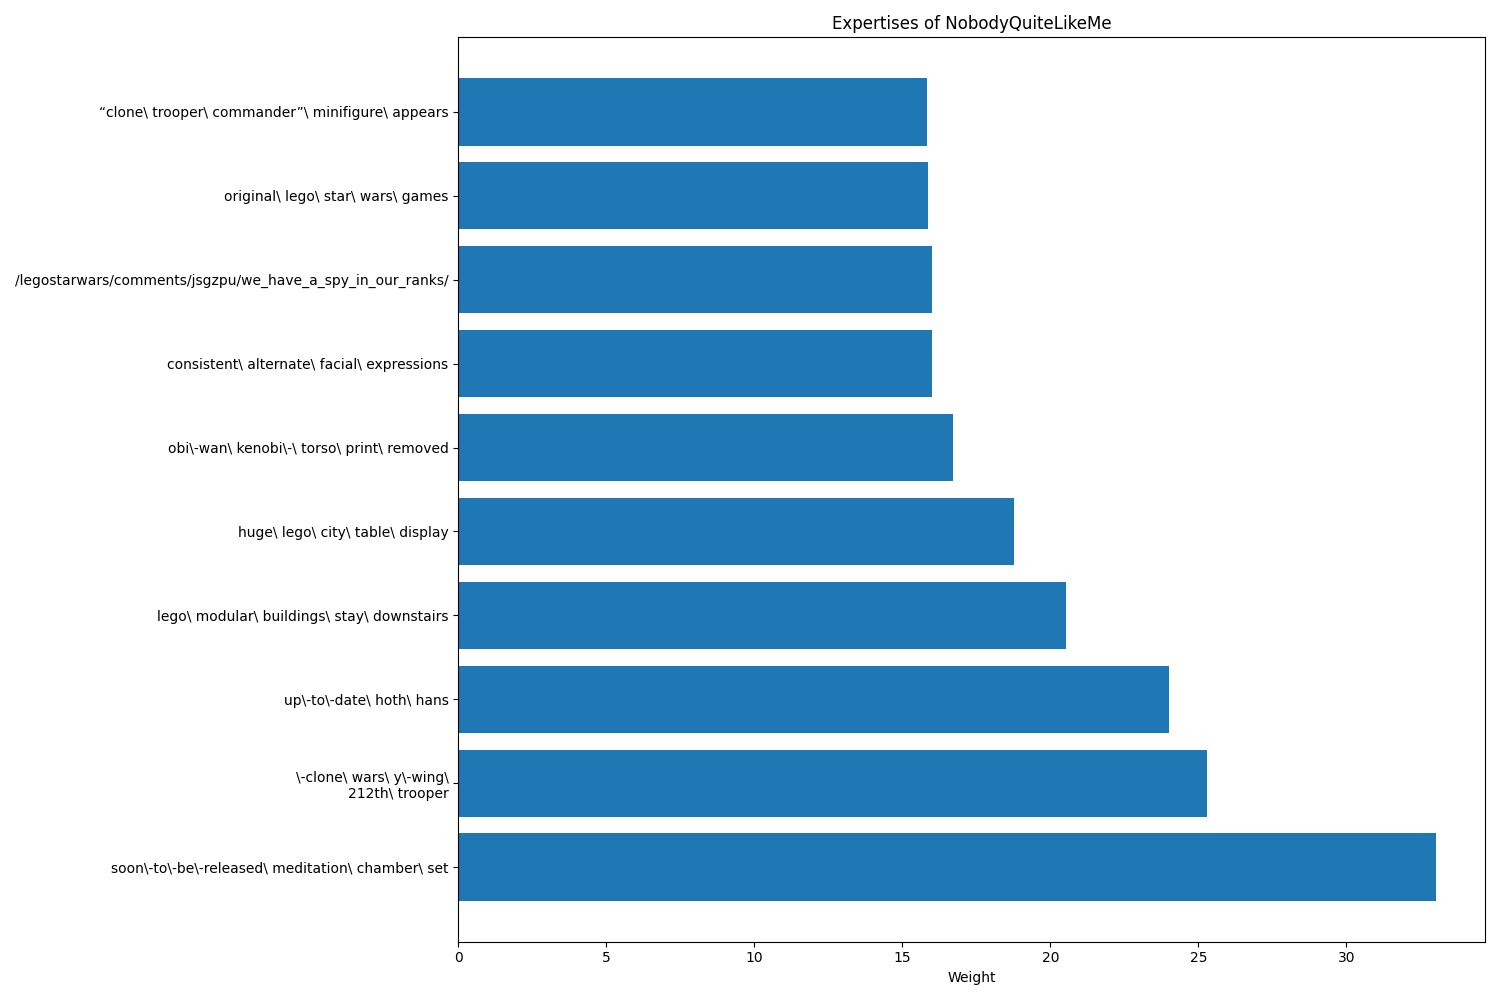 Expertises of NobodyQuiteLikeMe
“clone\ trooper\ commander”\ minifigure\ appears
original\ lego\ star\ wars\ games
/legostarwars/comments/jsgzpu/we_have_a_spy_in_our_ranks/
consistent\ alternate\ facial\ expressions
obi\-wan\ kenobi\-\ torso\ print\ removed
huge\ lego\ city\ table\ display
lego\ modular\ buildings\ stay\ downstairs
up\-to\-date\ hoth\ hans
\-clone\ wars\ y\-wing\
212th\ trooper
soon\-to\-be\-released\ meditation\ chamber\ set
0 5 10 15 20 25 30
Weight